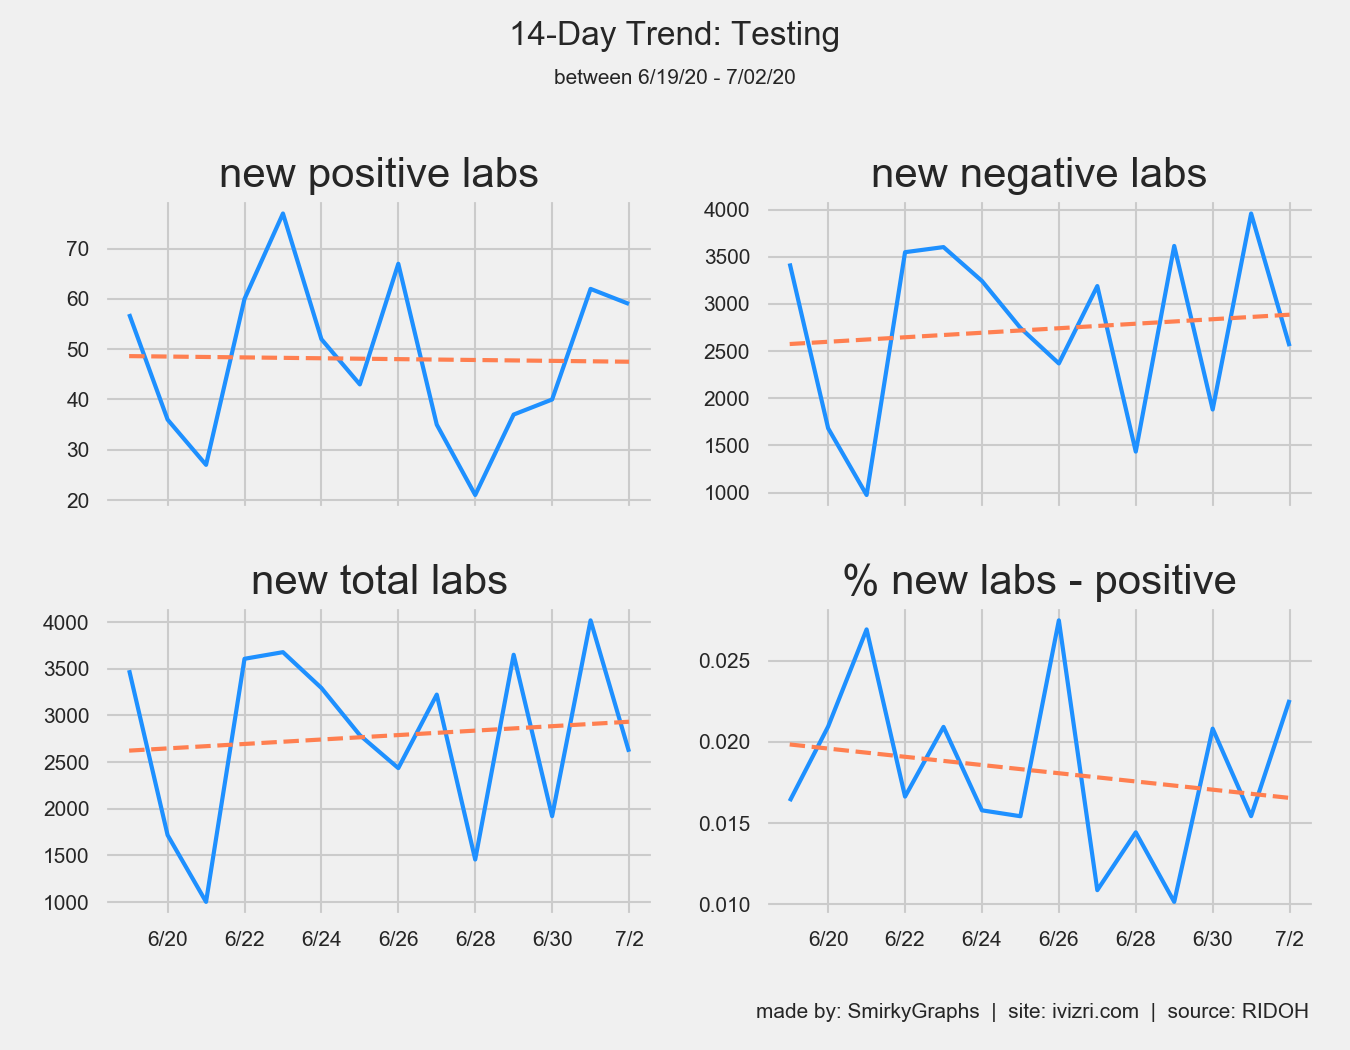 14-Day Trend: Testing
between 6/19/20 - 7/02/20
new positive labs
70
60
50
40
30
20
new negative labs
4000
3500
3000
2500
2000
1500
1000
new total labs
4000
3500
3000
2500
2000
1500
1000
6/20 6/22 6/24 6/26 6/28 6/30 7/2
% new labs - positive
0.025
0.020
0.015
0.010
6/20 6/22 6/24 6/26 6/28 6/30 7/2
made by: SmirkyGraphs | site: ivizri.com | source: RIDOH